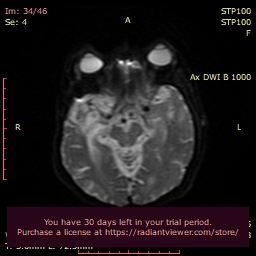 Im: 34/46
Se: 4
A
STP100
STP100
F
Ax DWI B 1000
R
L
You have 30 days left in your trial period.
Purchase a license at https://radiantviewer.com/store/